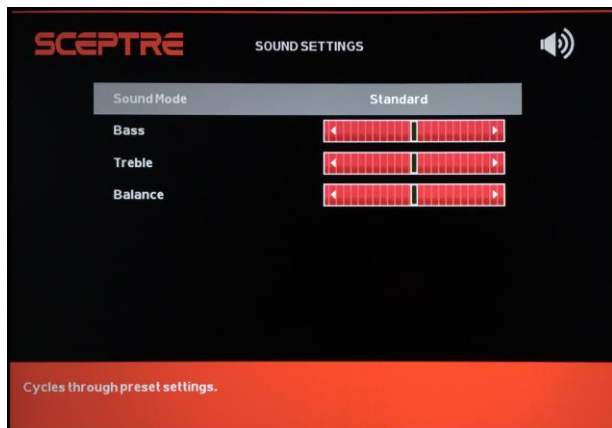 SCEPTRE
SOUND SETTINGS
Sound Mode Standard
Bass
Treble
Balance
Cycles through preset settings.